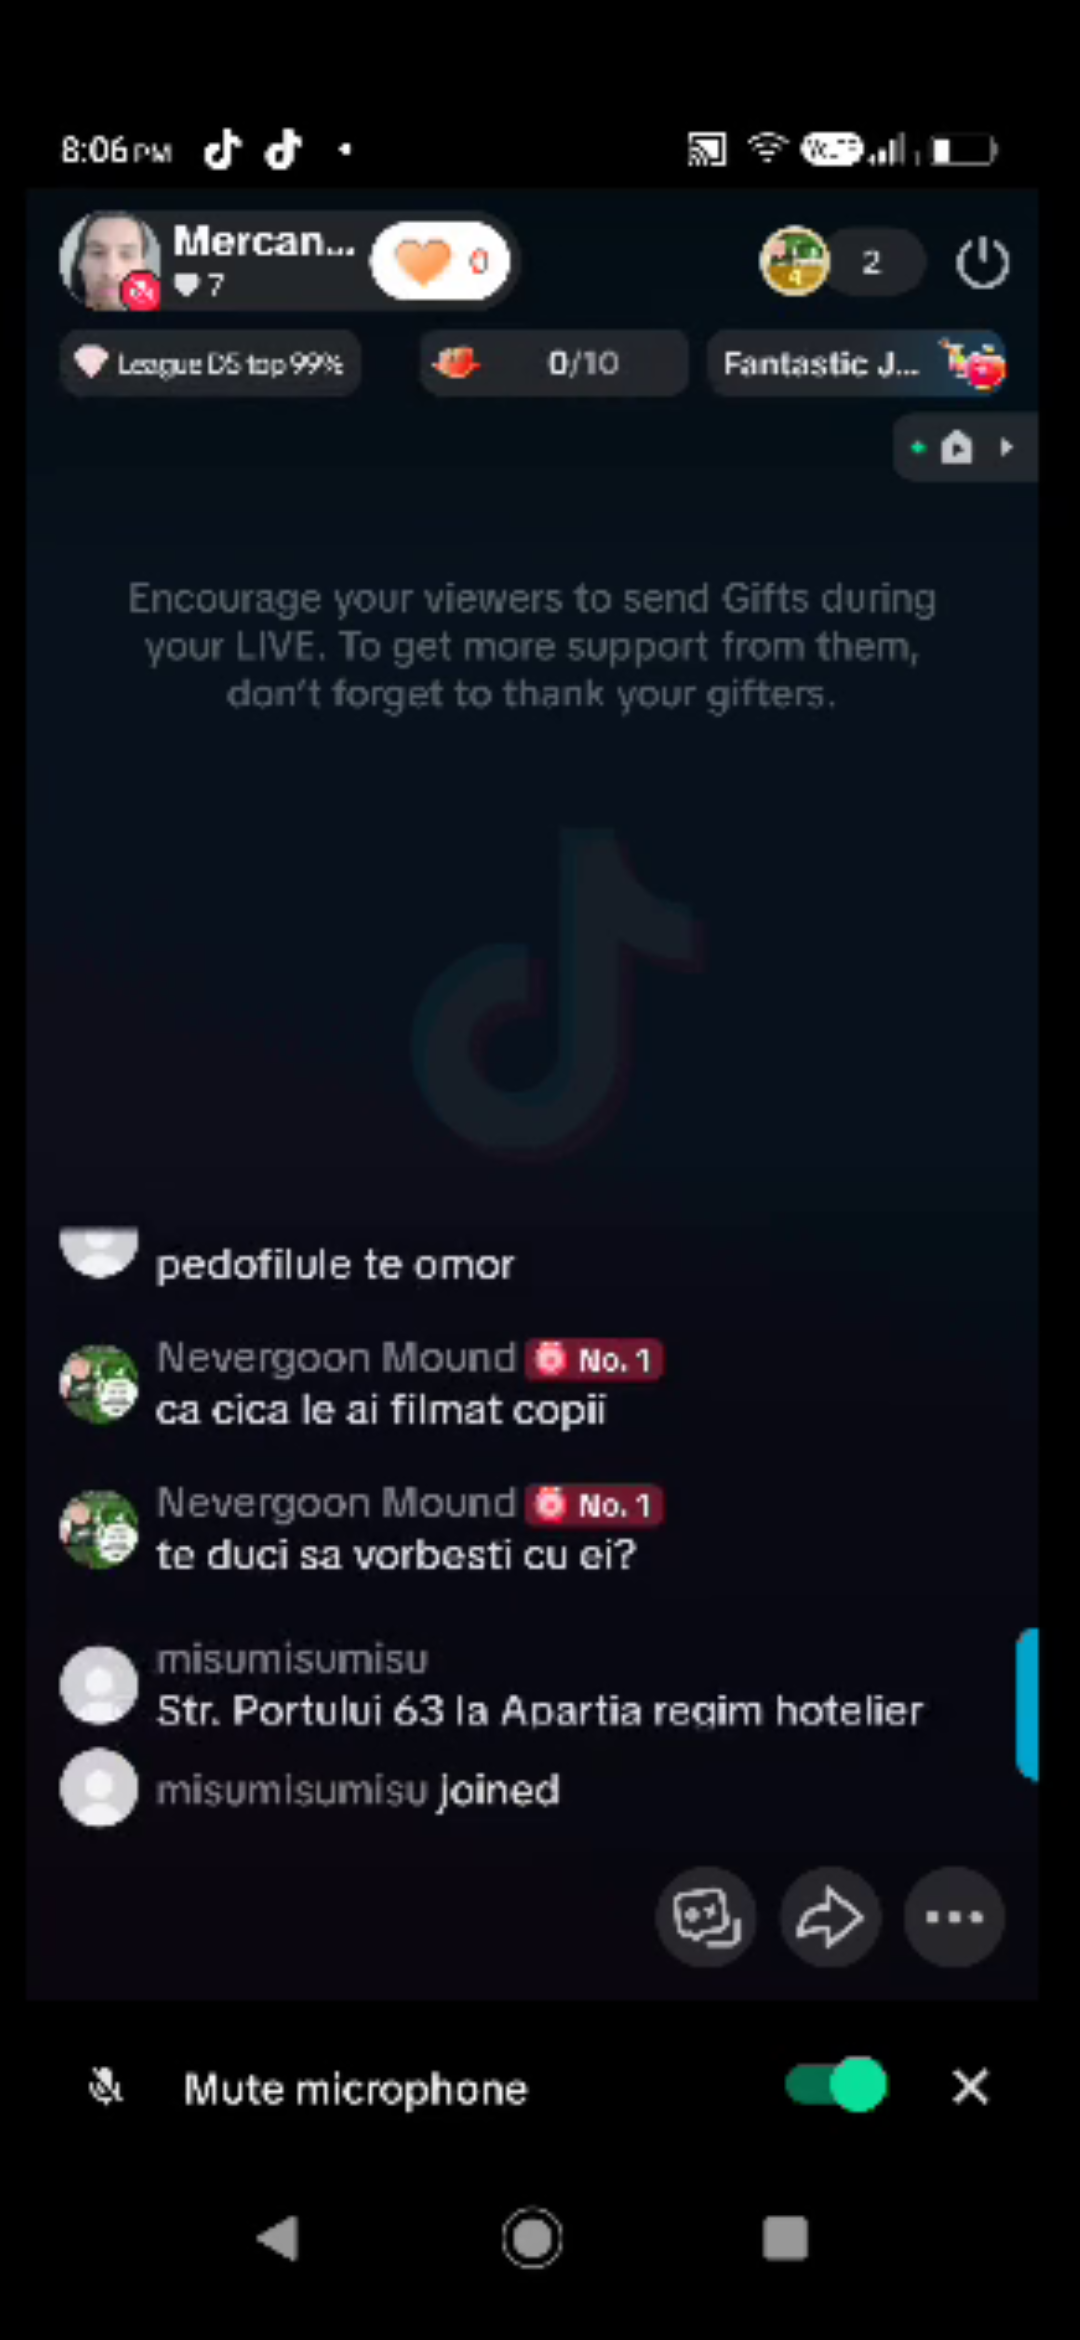 8:06 PM
Mercan...
0
7
2
League D5 top 99%
0/10
Fantastic J...
Encourage your viewers to send Gifts during
your LIVE. To get more support from them,
don't forget to thank your gifters.
pedofilule te omor
Nevergoon Mound No. 1
ca cica le ai filmat copii
Nevergoon Mound No. 1
te duci sa vorbesti cu ei?
misumisumisu
Str. Portului 63 la Apartia regim hotelier
misumisumisu joined
Mute microphone